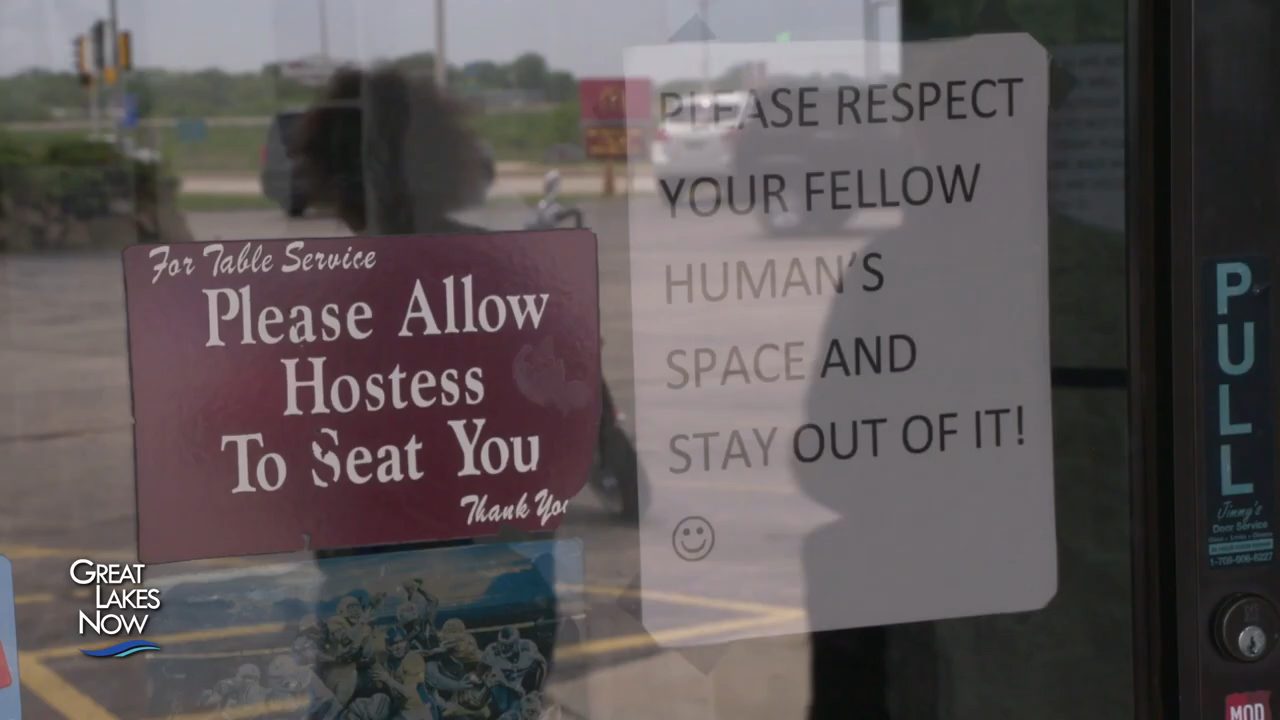 For Table Service
Please Allow
Hostess
To Seat You
Thank You
PLEASE RESPECT
YOUR FELLOW
HUMAN'S
SPACE AND
STAY OUT OF IT!
☺
PULL
Jimmy's
Door Service
GREAT
LAKES
NOW